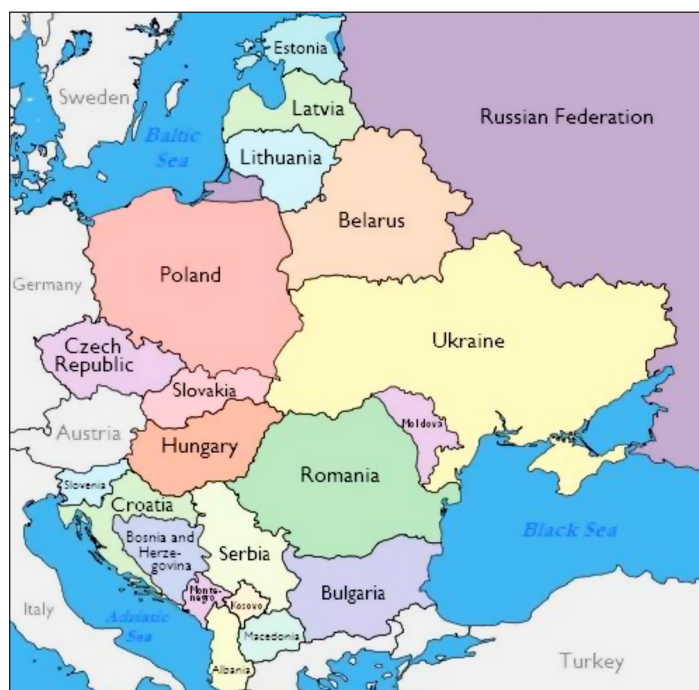 Estonia
Sweden
Latvia
Russian Federation
Baltic
Sea
Lithuania
Belarus
Poland
Germany
Ukraine
Czech
Republic
Slovakia
Moldova
Austria
Hungary
Romania
Slovenia
Croatia
Bosnia and
Herze-
govina
Serbia
Black Sea
Monte-
negro
Kosovo
Bulgaria
Italy
Adriatic
Sea
Macedonia
Albania
Turkey